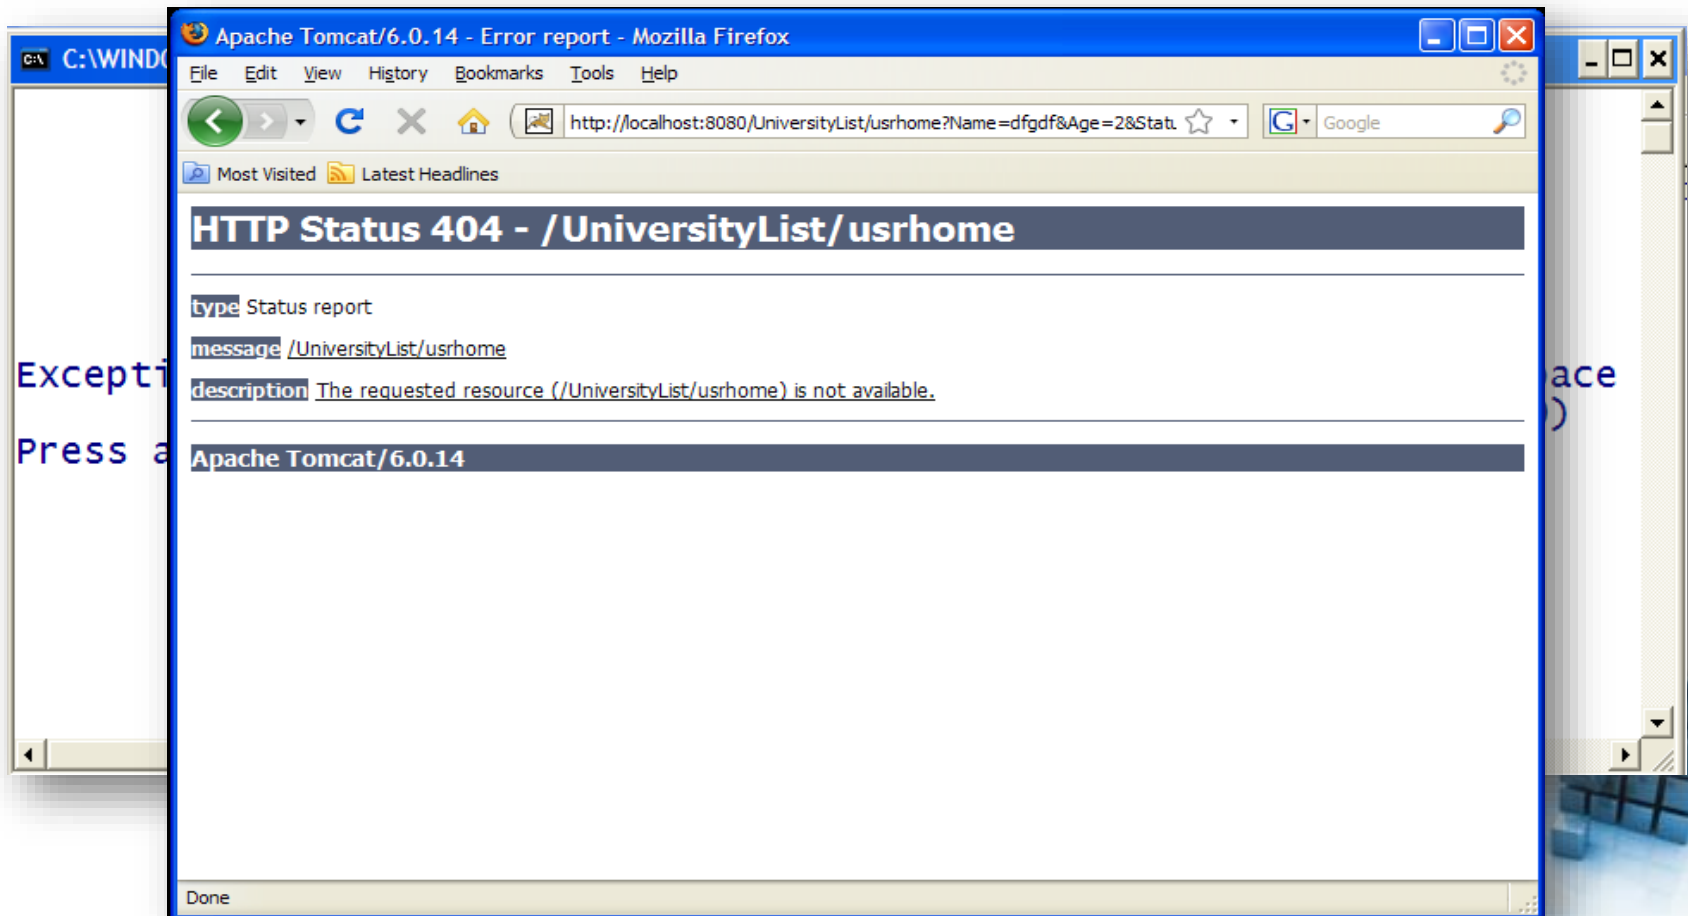 Apache Tomcat/6.0.14 - Error report - Mozilla Firefox
C:\WIND
File Edit View History Bookmarks Tools Help
http://localhost:8080/UniversityList/usrhome?Name=dfgdf&Age=2&Stat
Google
Most Visited Latest Headlines
HTTP Status 404 - /UniversityList/usrhome
type Status report
message /UniversityList/usrhome
description The requested resource (/UniversityList/usrhome) is not available.
Apache Tomcat/6.0.14
Excepti
ace
)
Press a
Done